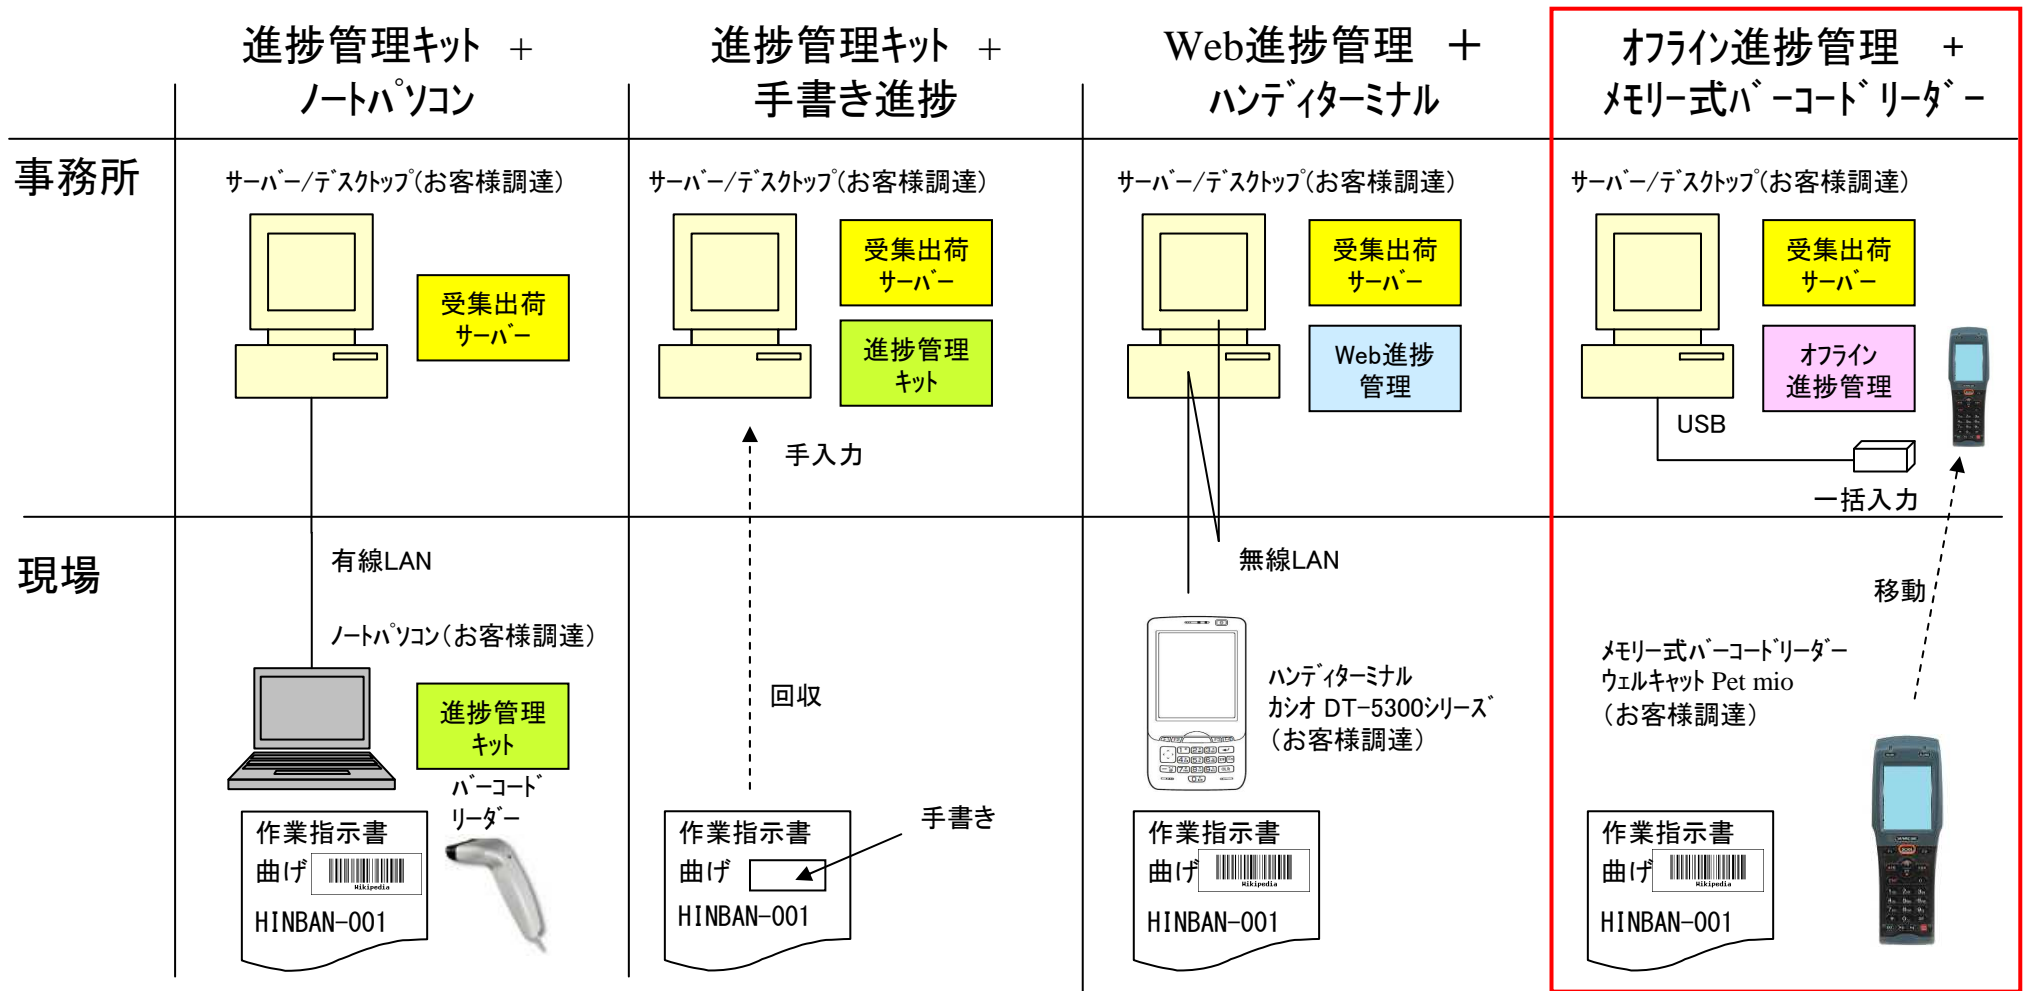 進捗管理キット +
ノートパソコン
進捗管理キット +
手書き進捗
Web進捗管理 +
ハンディターミナル
オフライン進捗管理 +
メモリー式バーコードリーダー
事務所
サーバー/デスクトップ(お客様調達)
受集出荷
サーバー
サーバー/デスクトップ(お客様調達)
受集出荷
サーバー
進捗管理
キット
手入力
サーバー/デスクトップ(お客様調達)
受集出荷
サーバー
Web進捗
管理
サーバー/デスクトップ(お客様調達)
受集出荷
サーバー
オフライン
進捗管理
USB
一括入力
現場
有線LAN
ノートパソコン(お客様調達)
進捗管理
キット
バーコード
リーダー
作業指示書
曲げ
Wikipedia
HINBAN-001
回収
手書き
作業指示書
曲げ
HINBAN-001
無線LAN
ハンディターミナル
カシオ DT-5300シリーズ
(お客様調達)
作業指示書
曲げ
Wikipedia
HINBAN-001
移動
メモリー式バーコードリーダー
ウェルキャット Pet mio
(お客様調達)
作業指示書
曲げ
Wikipedia
HINBAN-001